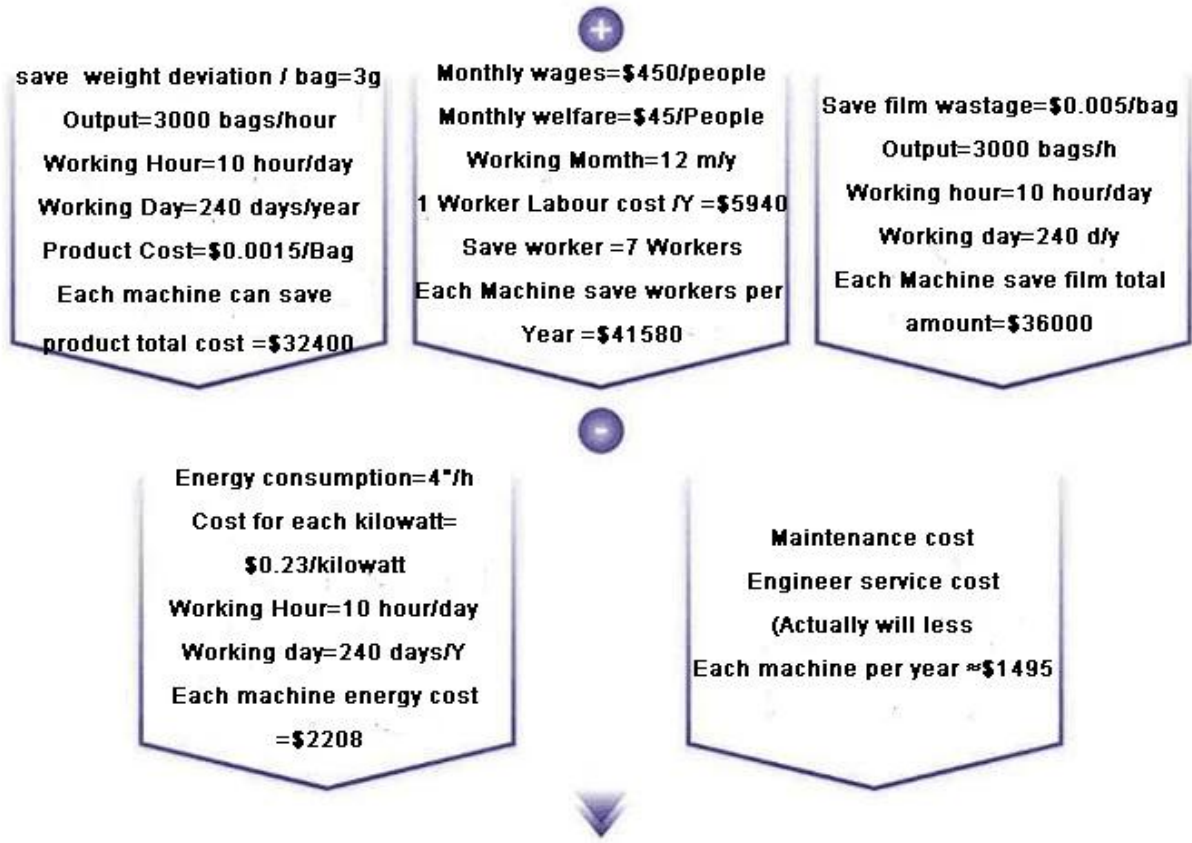 +
save weight deviation / bag=3g
Output=3000 bags/hour
Working Hour=10 hour/day
Working Day=240 days/year
Product Cost=$0.0015/Bag
Each machine can save
product total cost =$32400
Monthly wages=$450/people
Monthly welfare=$45/People
Working Momth=12 m/y
1 Worker Labour cost /Y =$5940
Save worker =7 Workers
Each Machine save workers per
Year =$41580
Save film wastage=$0.005/bag
Output=3000 bags/h
Working hour=10 hour/day
Working day=240 d/y
Each Machine save film total
amount=$36000
-
Energy consumption=4"/h
Cost for each kilowatt=
$0.23/kilowatt
Working Hour=10 hour/day
Working day=240 days/Y
Each machine energy cost
=$2208
Maintenance cost
Engineer service cost
(Actually will less
Each machine per year ≈$1495